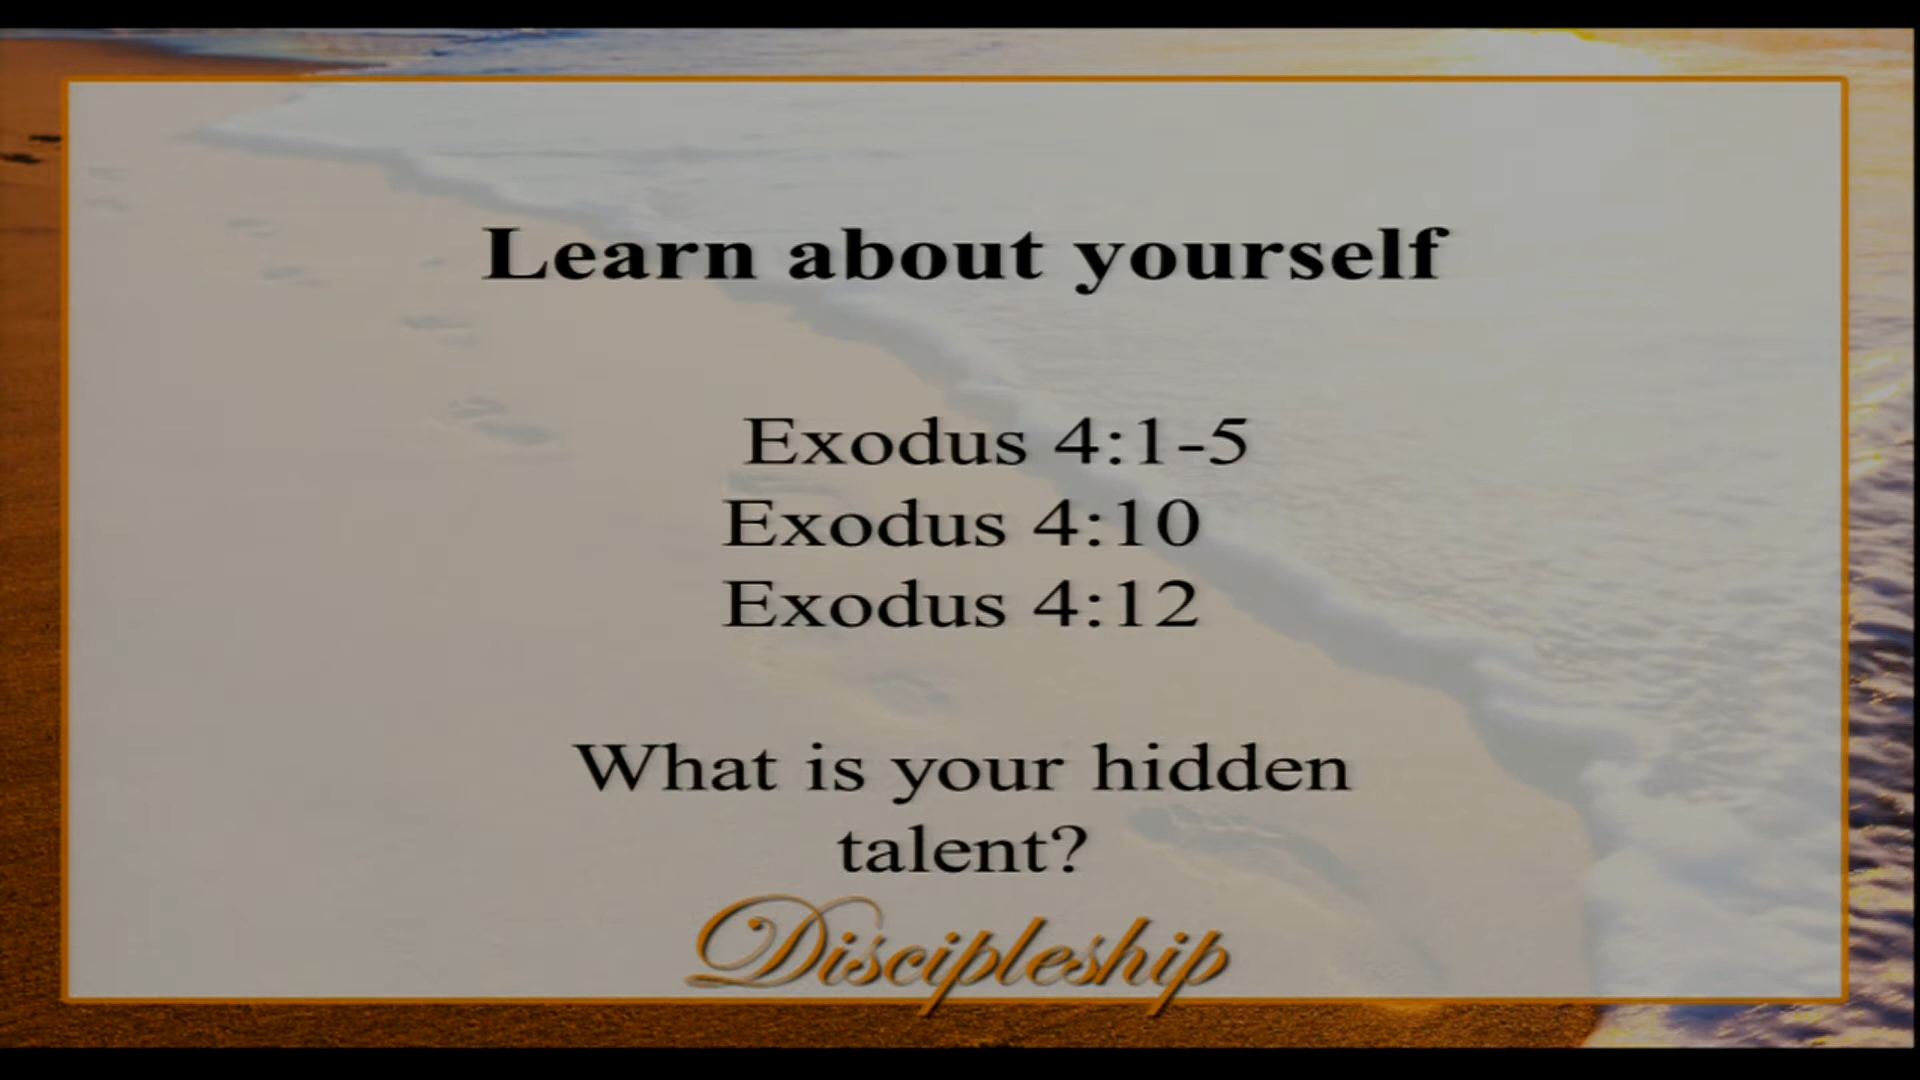 Learn about yourself
Exodus 4:1-5
Exodus 4:10
Exodus 4:12
What is your hidden
talent?
Discipleship